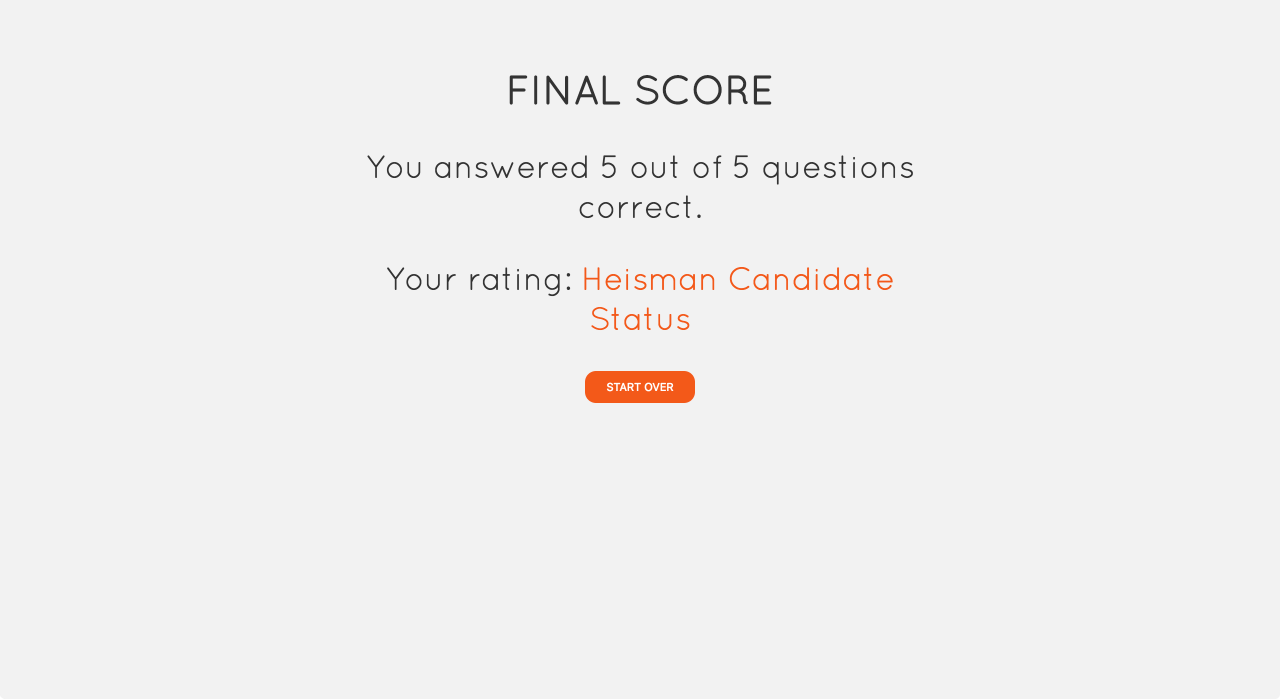 FINAL SCORE
You answered 5 out of 5 questions
correct.
Your rating: Heisman Candidate
Status
START OVER